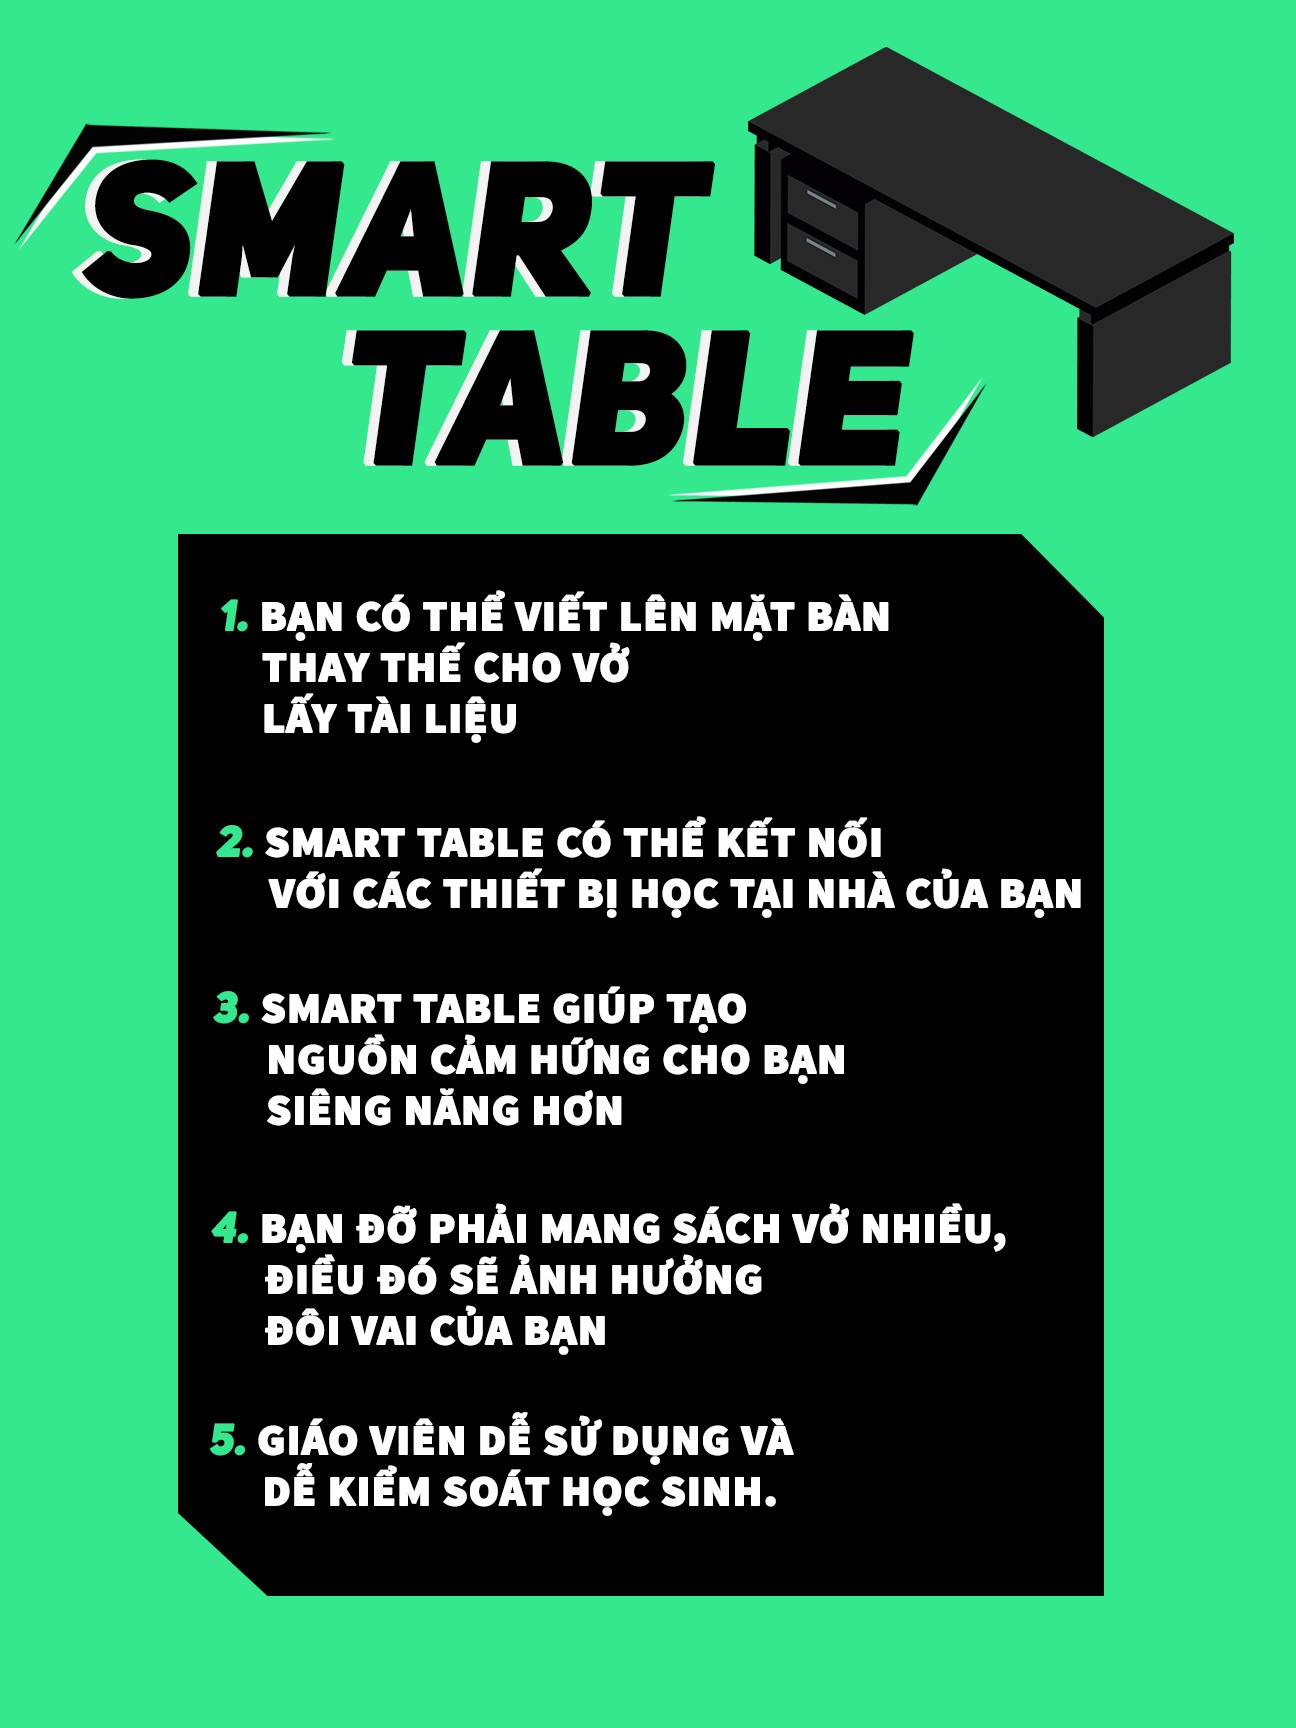 SMART
TABLE
1. BẠN CÓ THỂ VIẾT LÊN MẶT BÀN
THAY THẾ CHO VỞ
LẤY TÀI LIỆU
2. SMART TABLE CÓ THỂ KẾT NỐI
VỚI CÁC THIẾT BỊ HỌC TẠI NHÀ CỦA BẠN
3. SMART TABLE GIÚP TẠO
NGUỒN CẢM HỨNG CHO BẠN
SIÊNG NĂNG HƠN
4. BẠN ĐỠ PHẢI MANG SÁCH VỞ NHIỀU,
ĐIỀU ĐÓ SẼ ẢNH HƯỞNG
ĐÔI VAI CỦA BẠN
5. GIÁO VIÊN DỄ SỬ DỤNG VÀ
DỄ KIỂM SOÁT HỌC SINH.